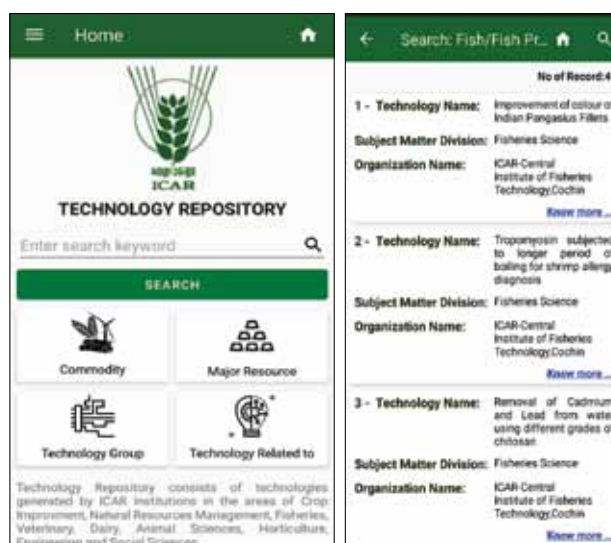 Home
ICAR
TECHNOLOGY REPOSITORY
Enter search keyword
SEARCH
Commodity
Major Resource
Technology Group
Technology Related to
Technology Repository consists of technologies
generated by ICAR institutions in the areas of Crop
Improvement, Natural Resources Management, Fisheries,
Veterinary, Dairy, Animal Sciences, Horticulture,
Engineering and Social Sciences
Search: Fish/Fish Pr...
No of Record:4
1 - Technology Name: Improvement of colour of
Indian Pangasius Fillets
Subject Matter Division: Fisheries Science
Organization Name: ICAR-Central
Institute of Fisheries
Technology,Cochin
Know more ...
2 - Technology Name: Tropomyosin subjected
to longer period of
boiling for shrimp allergy
diagnosis
Subject Matter Division: Fisheries Science
Organization Name: ICAR-Central
Institute of Fisheries
Technology,Cochin
Know more ...
3 - Technology Name: Removal of Cadmium
and Lead from water
using different grades of
chitosan
Subject Matter Division: Fisheries Science
Organization Name: ICAR-Central
Institute of Fisheries
Technology,Cochin
Know more ...